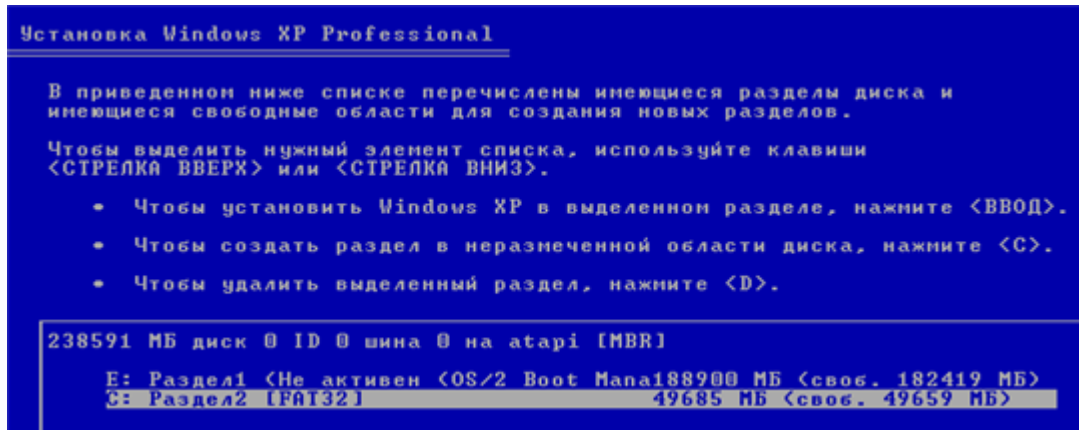 Установка Windows XP Professional
В приведенном ниже списке перечислены имеющиеся разделы диска и
имеющиеся свободные области для создания новых разделов.
Чтобы выделить нужный элемент списка, используйте клавиши
<СТРЕЛКА ВВЕРХ> или <СТРЕЛКА ВНИЗ>.
• Чтобы установить Windows XP в выделенном разделе, нажмите <ВВОД>.
• Чтобы создать раздел в неразмеченной области диска, нажмите <C>.
• Чтобы удалить выделенный раздел, нажмите <D>.
238591 МБ диск 0 ID 0 шина 0 на atapi [MBR]
E: Раздел1 (Не активен (OS/2 Boot Mana188900 МБ (своб. 182419 МБ)
C: Раздел2 [FAT32] 49685 МБ (своб. 49659 МБ)